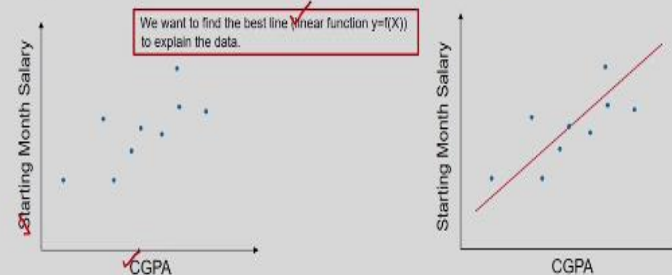 We want to find the best line (linear function y=f(X))
to explain the data.
Starting Month Salary
CGPA
Starting Month Salary
CGPA